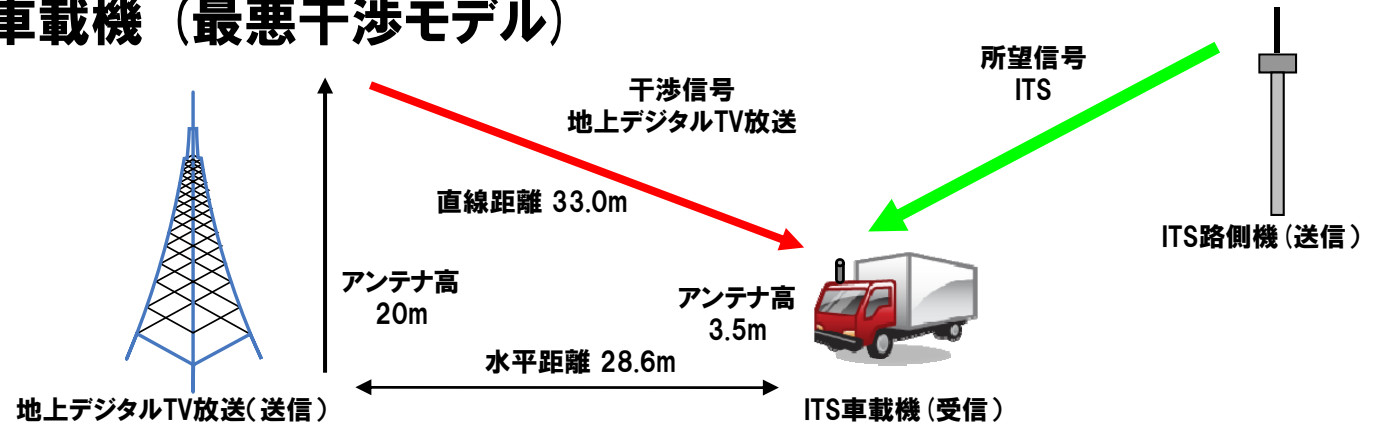 車載機（最悪干渉モデル）
干渉信号
地上デジタルTV放送
所望信号
ITS
直線距離 33.0m
アンテナ高
20m
アンテナ高
3.5m
水平距離 28.6m
ITS路側機(送信)
地上デジタルTV放送(送信)
ITS車載機(受信)